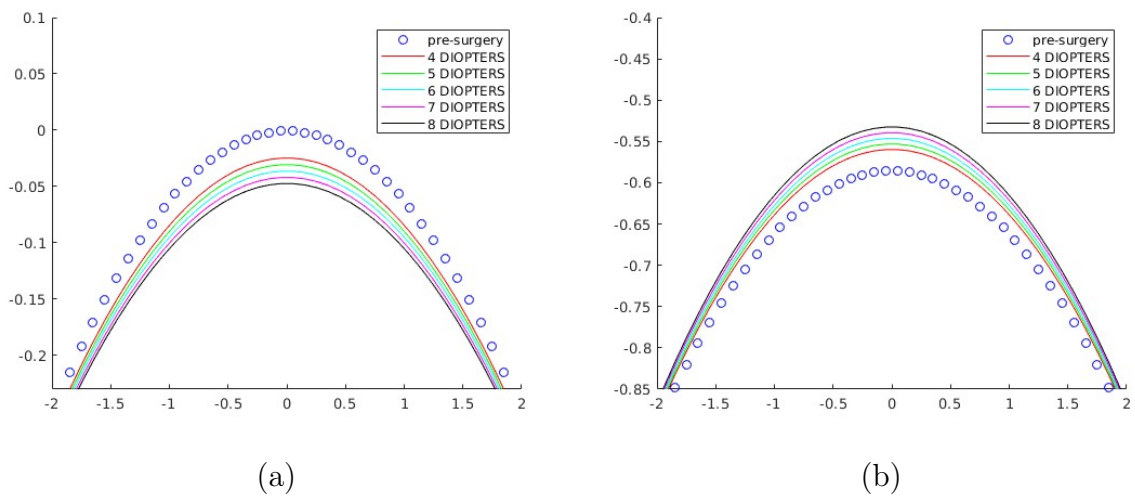 0.1
0.05
0
-0.05
-0.1
-0.15
-0.2
-2 -1.5 -1 -0.5 0 0.5 1 1.5 2
pre-surgery
4 DIOPTERS
5 DIOPTERS
6 DIOPTERS
7 DIOPTERS
8 DIOPTERS
(a)
-0.4
-0.45
-0.5
-0.55
-0.6
-0.65
-0.7
-0.75
-0.8
-0.85
-2 -1.5 -1 -0.5 0 0.5 1 1.5 2
pre-surgery
4 DIOPTERS
5 DIOPTERS
6 DIOPTERS
7 DIOPTERS
8 DIOPTERS
(b)